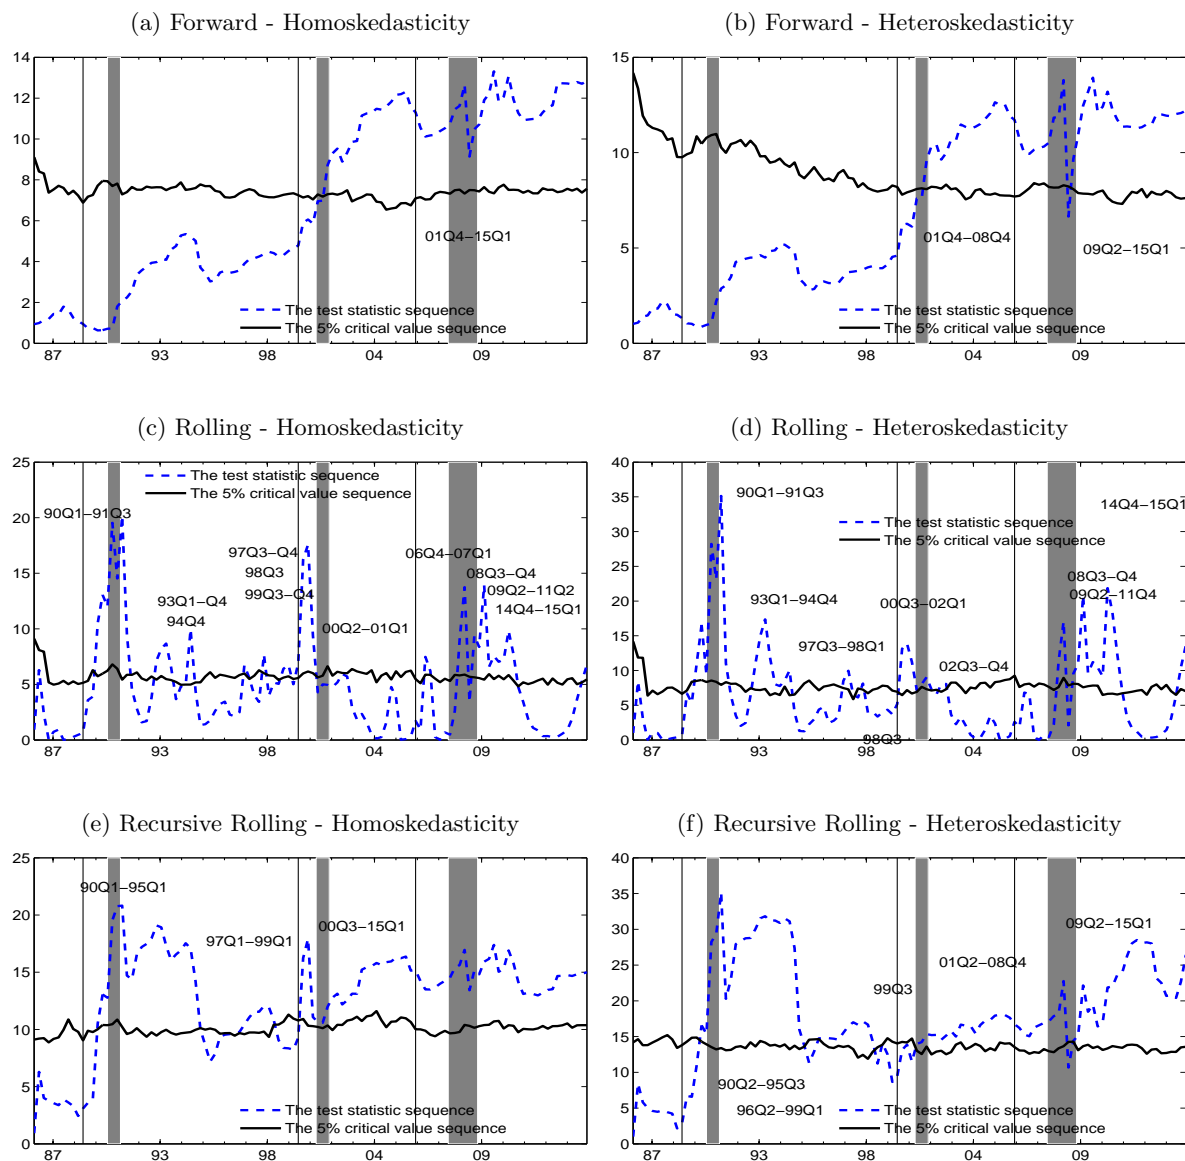 (a) Forward - Homoskedasticity
14
12
10
8
6
4
2
0
01Q4–15Q1
The test statistic sequence
The 5% critical value sequence
87 93 98 04 09
(b) Forward - Heteroskedasticity
15
10
5
0
01Q4–08Q4
09Q2–15Q1
The test statistic sequence
The 5% critical value sequence
87 93 98 04 09
(c) Rolling - Homoskedasticity
25
20
15
10
5
0
The test statistic sequence
The 5% critical value sequence
90Q1–91Q3
97Q3–Q4
98Q3
99Q3–Q4
93Q1–Q4
94Q4
00Q2–01Q1
06Q4–07Q1
08Q3–Q4
09Q2–11Q2
14Q4–15Q1
87 93 98 04 09
(d) Rolling - Heteroskedasticity
40
35
30
25
20
15
10
5
0
90Q1–91Q3
14Q4–15Q1
The test statistic sequence
The 5% critical value sequence
08Q3–Q4
09Q2–11Q4
93Q1–94Q4
00Q3–02Q1
97Q3–98Q1
02Q3–Q4
98Q3
87 93 98 04 09
(e) Recursive Rolling - Homoskedasticity
25
20
15
10
5
0
90Q1–95Q1
97Q1–99Q1
00Q3–15Q1
The test statistic sequence
The 5% critical value sequence
87 93 98 04 09
(f) Recursive Rolling - Heteroskedasticity
40
35
30
25
20
15
10
5
0
09Q2–15Q1
01Q2–08Q4
99Q3
90Q2–95Q3
96Q2–99Q1
The test statistic sequence
The 5% critical value sequence
87 93 98 04 09